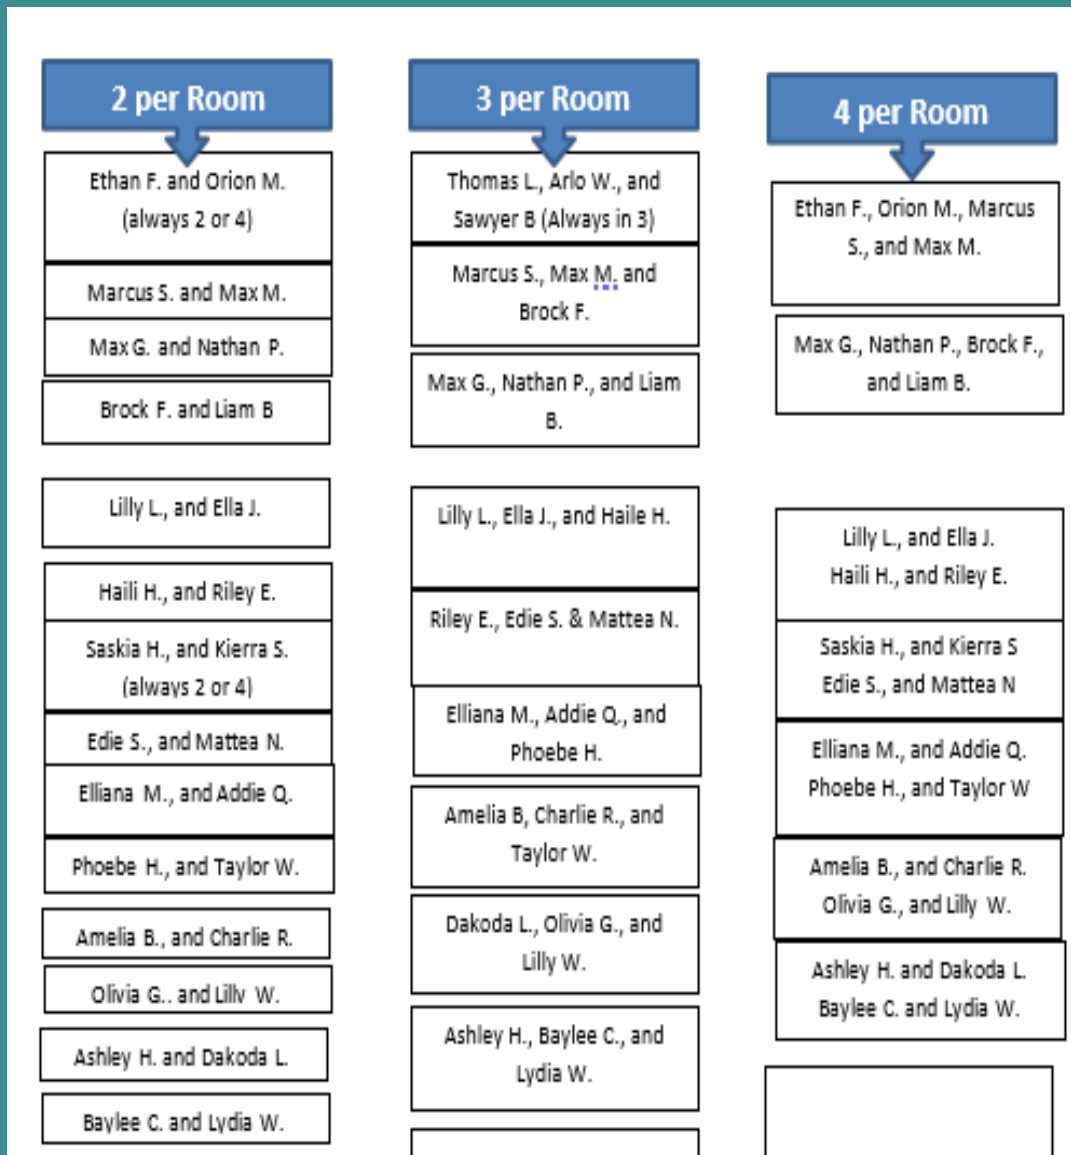 2 per Room
Ethan F. and Orion M.
(always 2 or 4)
Marcus S. and Max M.
Max G. and Nathan P.
Brock F. and Liam B
Lilly L., and Ella J.
Haili H., and Riley E.
Saskia H., and Kierra S.
(always 2 or 4)
Edie S., and Mattea N.
Elliana M., and Addie Q.
Phoebe H., and Taylor W.
Amelia B., and Charlie R.
Olivia G., and Lilly W.
Ashley H. and Dakoda L.
Baylee C. and Lydia W.
3 per Room
Thomas L., Arlo W., and
Sawyer B (Always in 3)
Marcus S., Max M. and
Brock F.
Max G., Nathan P., and Liam
B.
Lilly L., Ella J., and Haile H.
Riley E., Edie S. & Mattea N.
Elliana M., Addie Q., and
Phoebe H.
Amelia B, Charlie R., and
Taylor W.
Dakoda L., Olivia G., and
Lilly W.
Ashley H., Baylee C., and
Lydia W.
4 per Room
Ethan F., Orion M., Marcus
S., and Max M.
Max G., Nathan P., Brock F.,
and Liam B.
Lilly L., and Ella J.
Haili H., and Riley E.
Saskia H., and Kierra S
Edie S., and Mattea N
Elliana M., and Addie Q.
Phoebe H., and Taylor W
Amelia B., and Charlie R.
Olivia G., and Lilly W.
Ashley H. and Dakoda L.
Baylee C. and Lydia W.